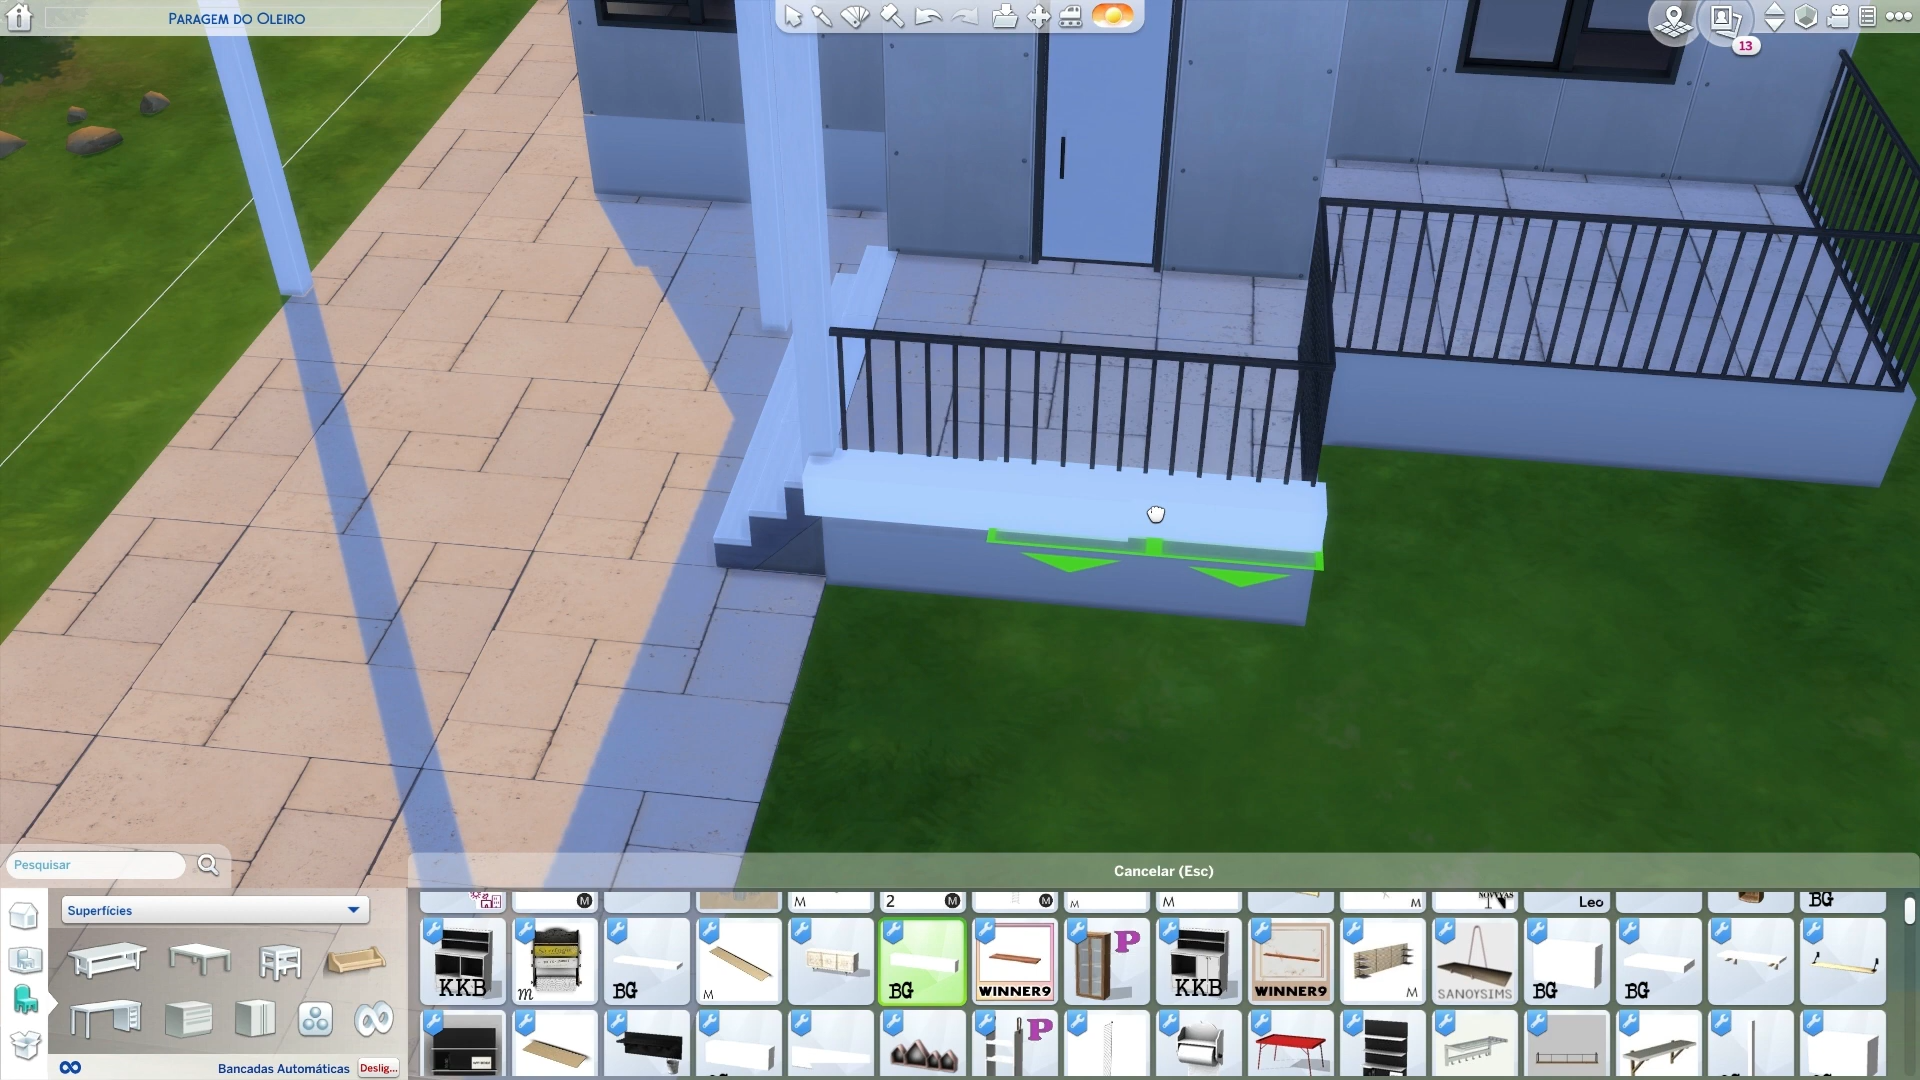 Paragem do Oleiro
13
Pesquisar
Cancelar (Esc)
Superfícies
M
M
2
M
M
M
M
M
Leo
BG
KKB
m
BG
M
BG
WINNER9
P
KKB
WINNER9
M
SANOYSIMS
BG
BG
P
Bancadas Automáticas
Deslig...